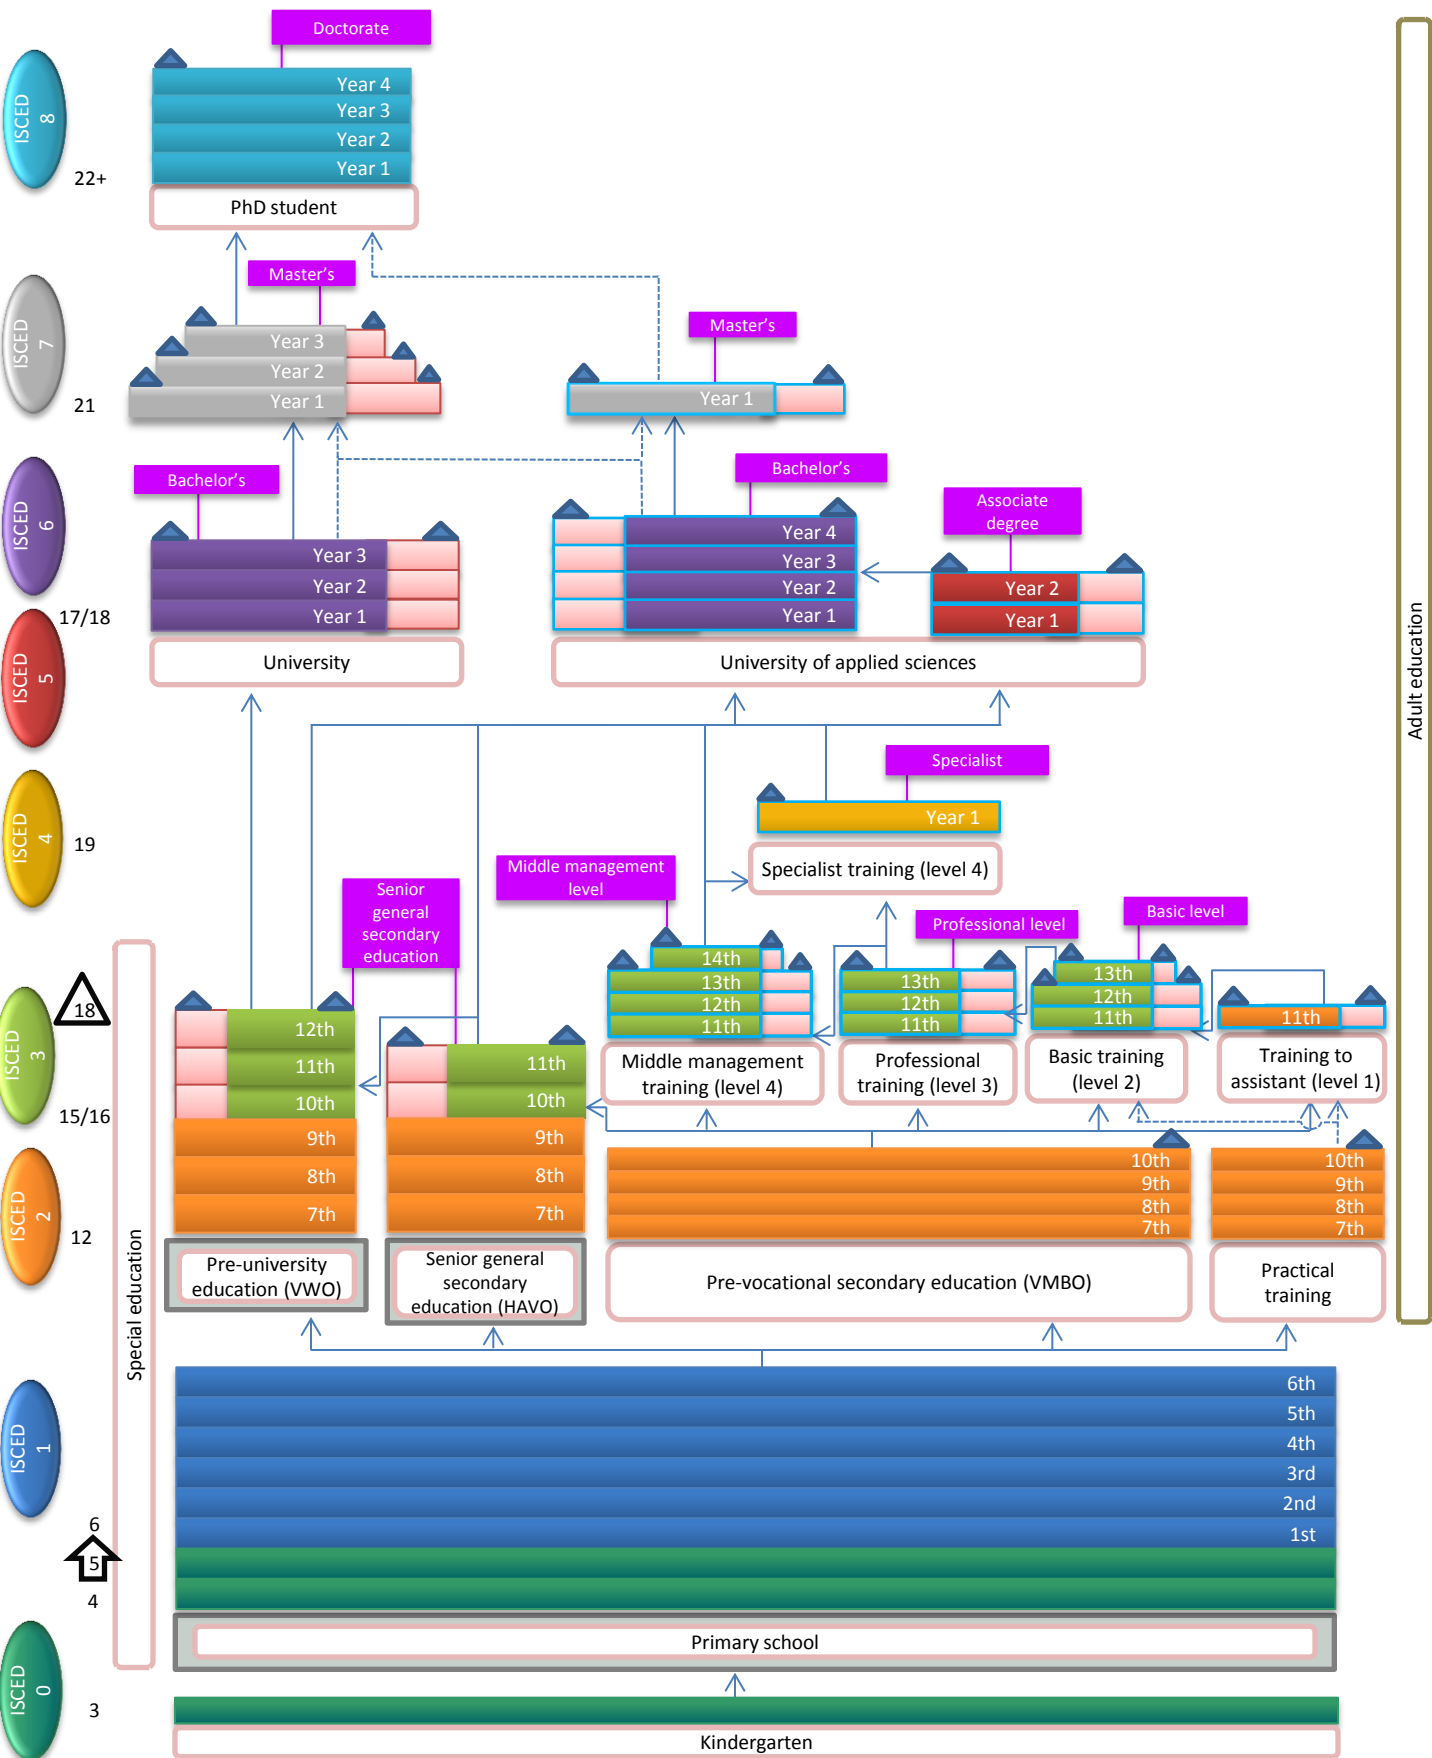 Doctorate
ISCED
8
Year 4
Year 3
Year 2
Year 1
22+
PhD student
Master's
ISCED
7
Year 3
Year 2
Year 1
Master's
Year 1
21
Bachelor's
Bachelor's
Associate
degree
ISCED
6
Year 3
Year 2
Year 1
Year 4
Year 3
Year 2
Year 1
Year 2
Year 1
17/18
University
University of applied sciences
ISCED
5
Adult education
Specialist
ISCED
4
19
Year 1
Specialist training (level 4)
Middle management
level
Senior
general
secondary
education
Professional level
Basic level
ISCED
3
18
12th
11th
10th
9th
8th
7th
11th
10th
9th
8th
7th
14th
13th
12th
11th
13th
12th
11th
13th
12th
11th
11th
Middle management
training (level 4)
Professional
training (level 3)
Basic training
(level 2)
Training to
assistant (level 1)
15/16
ISCED
2
12
10th
9th
8th
7th
10th
9th
8th
7th
Pre-university
education (VWO)
Senior general
secondary
education (HAVO)
Pre-vocational secondary education (VMBO)
Practical
training
Special education
ISCED
1
6th
5th
4th
3rd
2nd
1st
6
5
4
Primary school
ISCED
0
3
Kindergarten